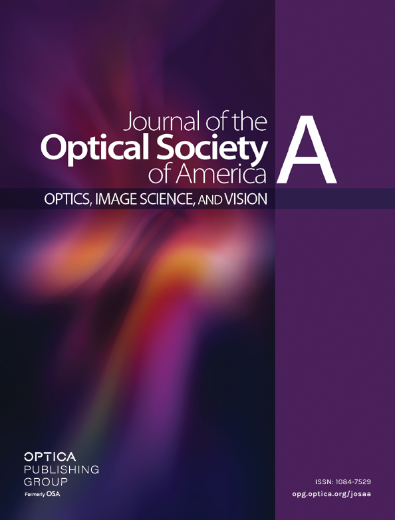 Journal of the
Optical Society
of America
A
OPTICS, IMAGE SCIENCE, AND VISION
OPTICA
PUBLISHING
GROUP
Formerly OSA
ISSN: 1084-7529
opg.optica.org/josaa